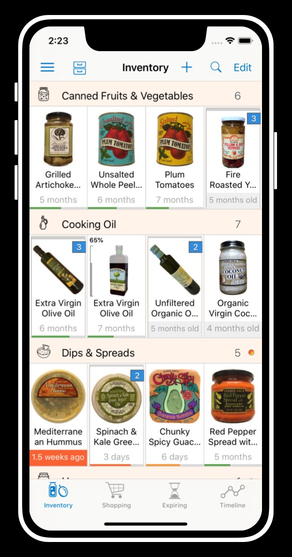 2:23
Inventory
Edit
Canned Fruits & Vegetables 6
3
Grilled Unsalted Plum Fire
Artichoke... Whole Peel... Tomatoes Roasted Y...
5 months 6 months 7 months 5 months old
Cooking Oil 7
3 65% 2
Extra Virgin Extra Virgin Unfiltered Organic
Olive Oil Olive Oil Organic O... Virgin Coc...
6 months 7 months 5 months old 4 months old
Dips & Spreads 5
2
Mediterrane Spinach & Chunky Red Pepper
an Hummus Kale Gree... Spicy Guac... Spread wit...
1.5 weeks ago 3 days 6 days 5 months
Inventory Shopping Expiring Timeline